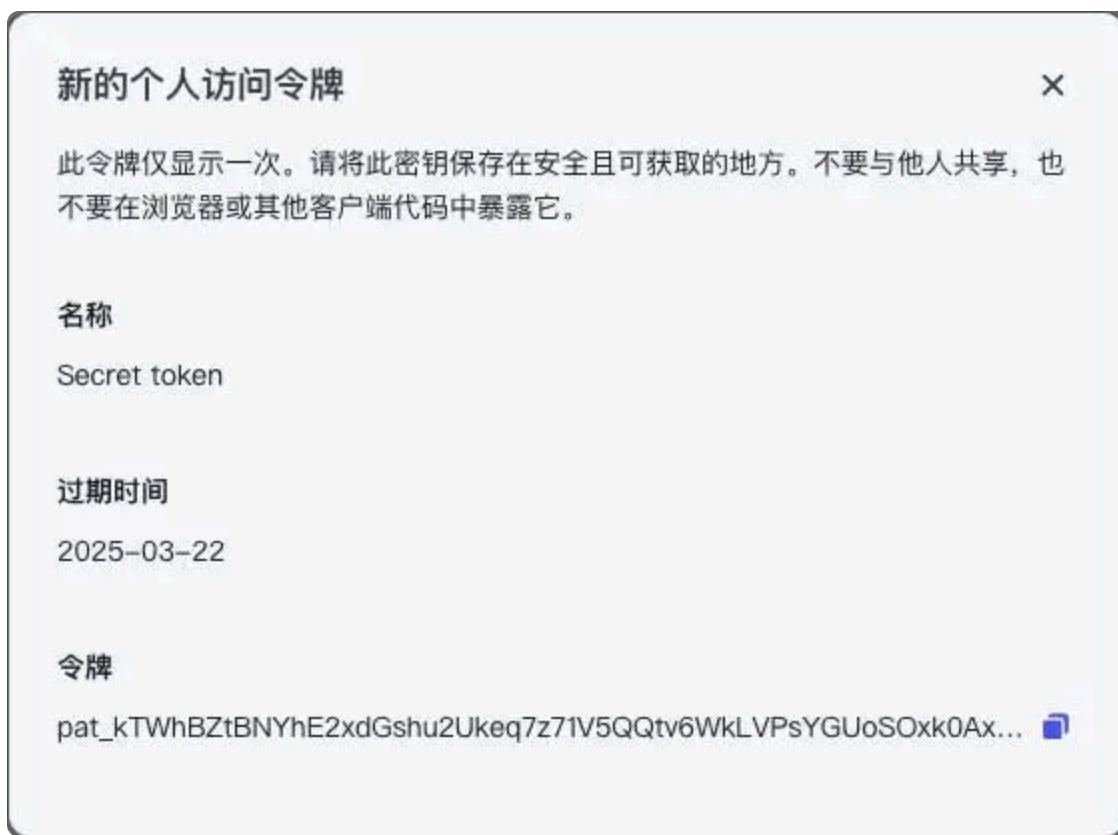 新的个人访问令牌
此令牌仅显示一次。请将此密钥保存在安全且可获取的地方。不要与他人共享，也
不要在浏览器或其他客户端代码中暴露它。
名称
Secret token
过期时间
2025-03-22
令牌
pat_kTWhBZtBNYhE2xdGshu2Ukeq7z71V5QQtv6WkLVPsYGUoSOxk0Ax...